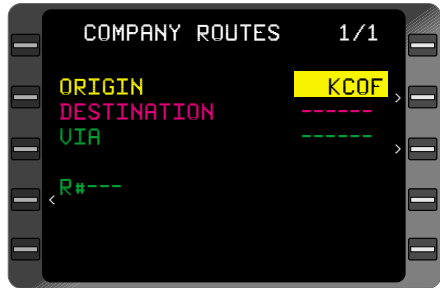 COMPANY ROUTES 1/1
ORIGIN KCOF >
DESTINATION ------
VIA ------ >
< R#---